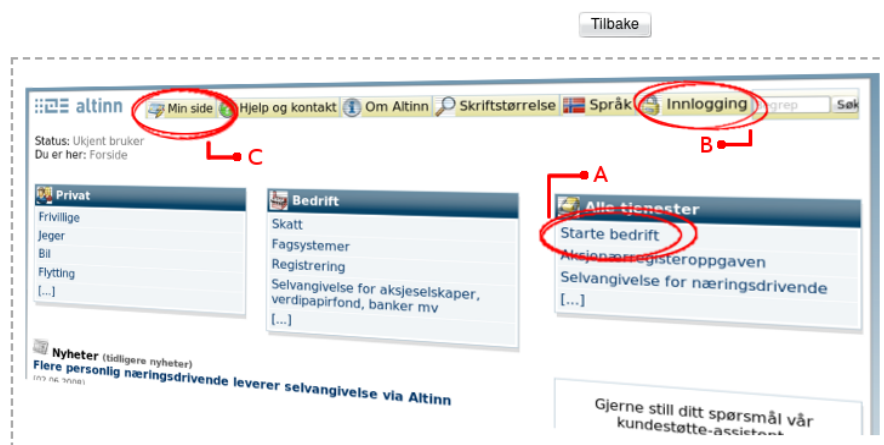 Tilbake
altinn Min side Hjelp og kontakt Om Altinn Skriftstørrelse Språk Innlogging Søk
Status: Ukjent bruker
Du er her: Forside
C
B
A
Privat
Frivillige
Jeger
Bil
Flytting
[...]
Bedrift
Skatt
Fagsystemer
Registrering
Selvangivelse for aksjeselskaper,
verdipapirfond, banker mv
[...]
Alle tjenester
Starte bedrift
Aksjonærregisteroppgaven
Selvangivelse for næringsdrivende
[...]
Nyheter (tidligere nyheter)
Flere personlig næringsdrivende leverer selvangivelse via Altinn
Gjerne still ditt spørsmål vår
kundestøtte-assistent